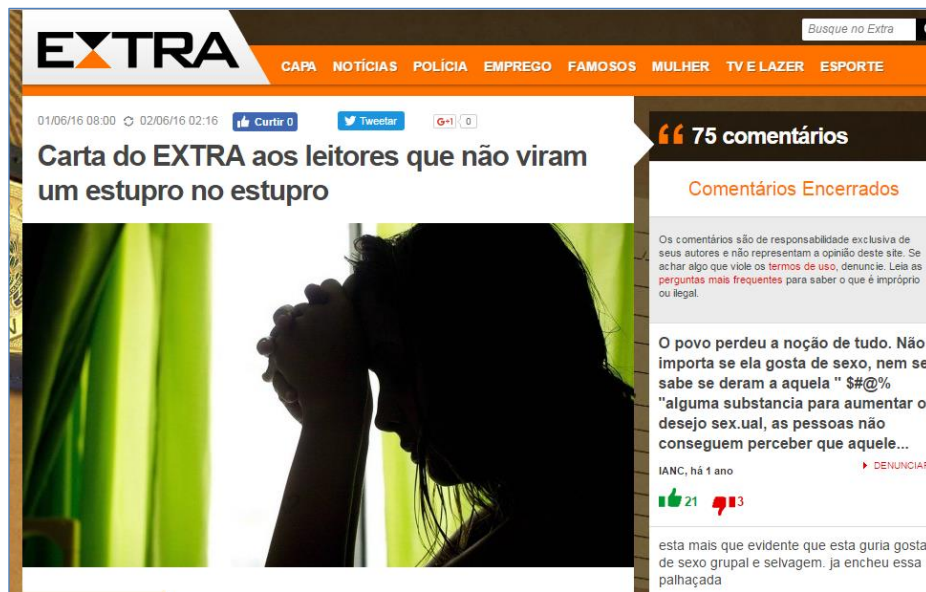 EXTRA
Busque no Extra
CAPA NOTÍCIAS POLÍCIA EMPREGO FAMOSOS MULHER TV E LAZER ESPORTE
01/06/16 08:00 02/06/16 02:16 Curtir 0 Tweetar G+1 0
Carta do EXTRA aos leitores que não viram
um estupro no estupro
75 comentários
Comentários Encerrados
Os comentários são de responsabilidade exclusiva de
seus autores e não representam a opinião deste site. Se
achar algo que viole os termos de uso, denuncie. Leia as
perguntas mais frequentes para saber o que é impróprio
ou ilegal.
O povo perdeu a noção de tudo. Não
importa se ela gosta de sexo, nem se
sabe se deram a aquela " $#@%
"alguma substancia para aumentar o
desejo sex.ual, as pessoas não
conseguem perceber que aquele...
IANC, há 1 ano
DENUNCIAR
21 3
esta mais que evidente que esta guria gosta
de sexo grupal e selvagem. ja encheu essa
palhaçada